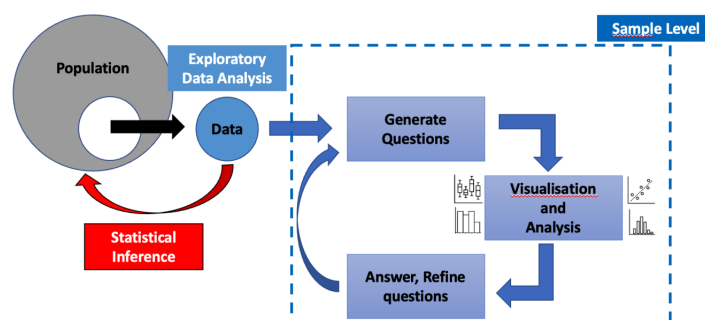 Sample Level
Population
Exploratory
Data Analysis
Data
Generate
Questions
Visualisation
and
Analysis
Statistical
Inference
Answer, Refine
questions